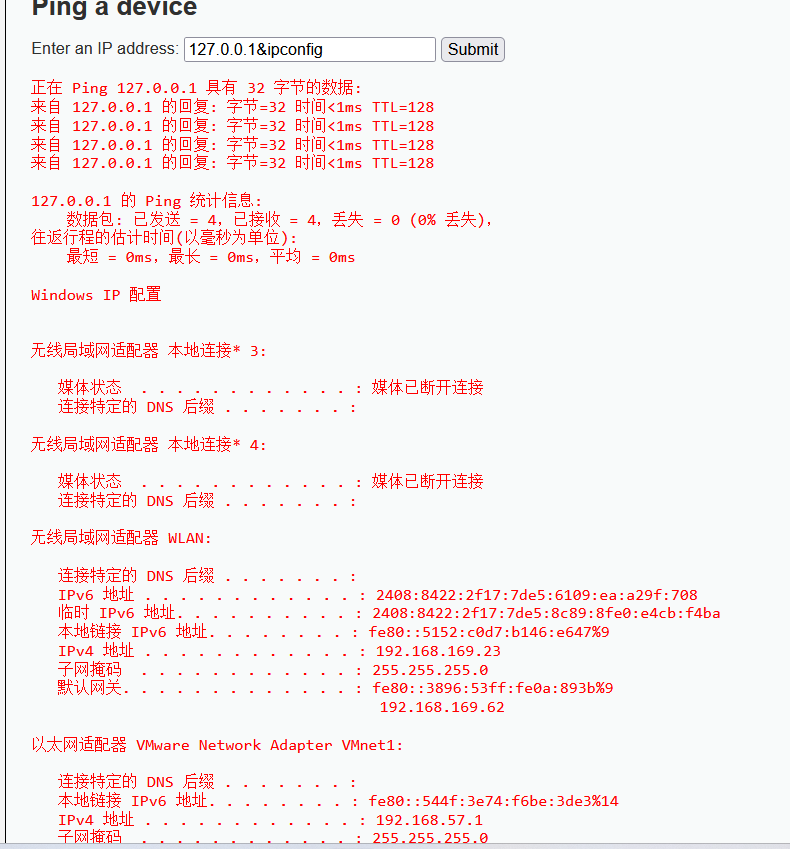 Ping a device
Enter an IP address: 127.0.0.1&ipconfig Submit
正在 Ping 127.0.0.1 具有 32 字节的数据:
来自 127.0.0.1 的回复: 字节=32 时间<1ms TTL=128
来自 127.0.0.1 的回复: 字节=32 时间<1ms TTL=128
来自 127.0.0.1 的回复: 字节=32 时间<1ms TTL=128
来自 127.0.0.1 的回复: 字节=32 时间<1ms TTL=128
127.0.0.1 的 Ping 统计信息:
数据包: 已发送 = 4，已接收 = 4，丢失 = 0 (0% 丢失)，
往返行程的估计时间(以毫秒为单位):
最短 = 0ms，最长 = 0ms，平均 = 0ms
Windows IP 配置
无线局域网适配器 本地连接* 3:
媒体状态  . . . . . . . . . . . . : 媒体已断开连接
连接特定的 DNS 后缀 . . . . . . . :
无线局域网适配器 本地连接* 4:
媒体状态  . . . . . . . . . . . . : 媒体已断开连接
连接特定的 DNS 后缀 . . . . . . . :
无线局域网适配器 WLAN:
连接特定的 DNS 后缀 . . . . . . . :
IPv6 地址 . . . . . . . . . . . . : 2408:8422:2f17:7de5:6109:ea:a29f:708
临时 IPv6 地址. . . . . . . . . . : 2408:8422:2f17:7de5:8c89:8fe0:e4cb:f4ba
本地链接 IPv6 地址. . . . . . . . : fe80::5152:c0d7:b146:e647%9
IPv4 地址 . . . . . . . . . . . . : 192.168.169.23
子网掩码  . . . . . . . . . . . . : 255.255.255.0
默认网关. . . . . . . . . . . . . : fe80::3896:53ff:fe0a:893b%9
192.168.169.62
以太网适配器 VMware Network Adapter VMnet1:
连接特定的 DNS 后缀 . . . . . . . :
本地链接 IPv6 地址. . . . . . . . : fe80::544f:3e74:f6be:3de3%14
IPv4 地址 . . . . . . . . . . . . : 192.168.57.1
子网掩码  . . . . . . . . . . . . : 255.255.255.0